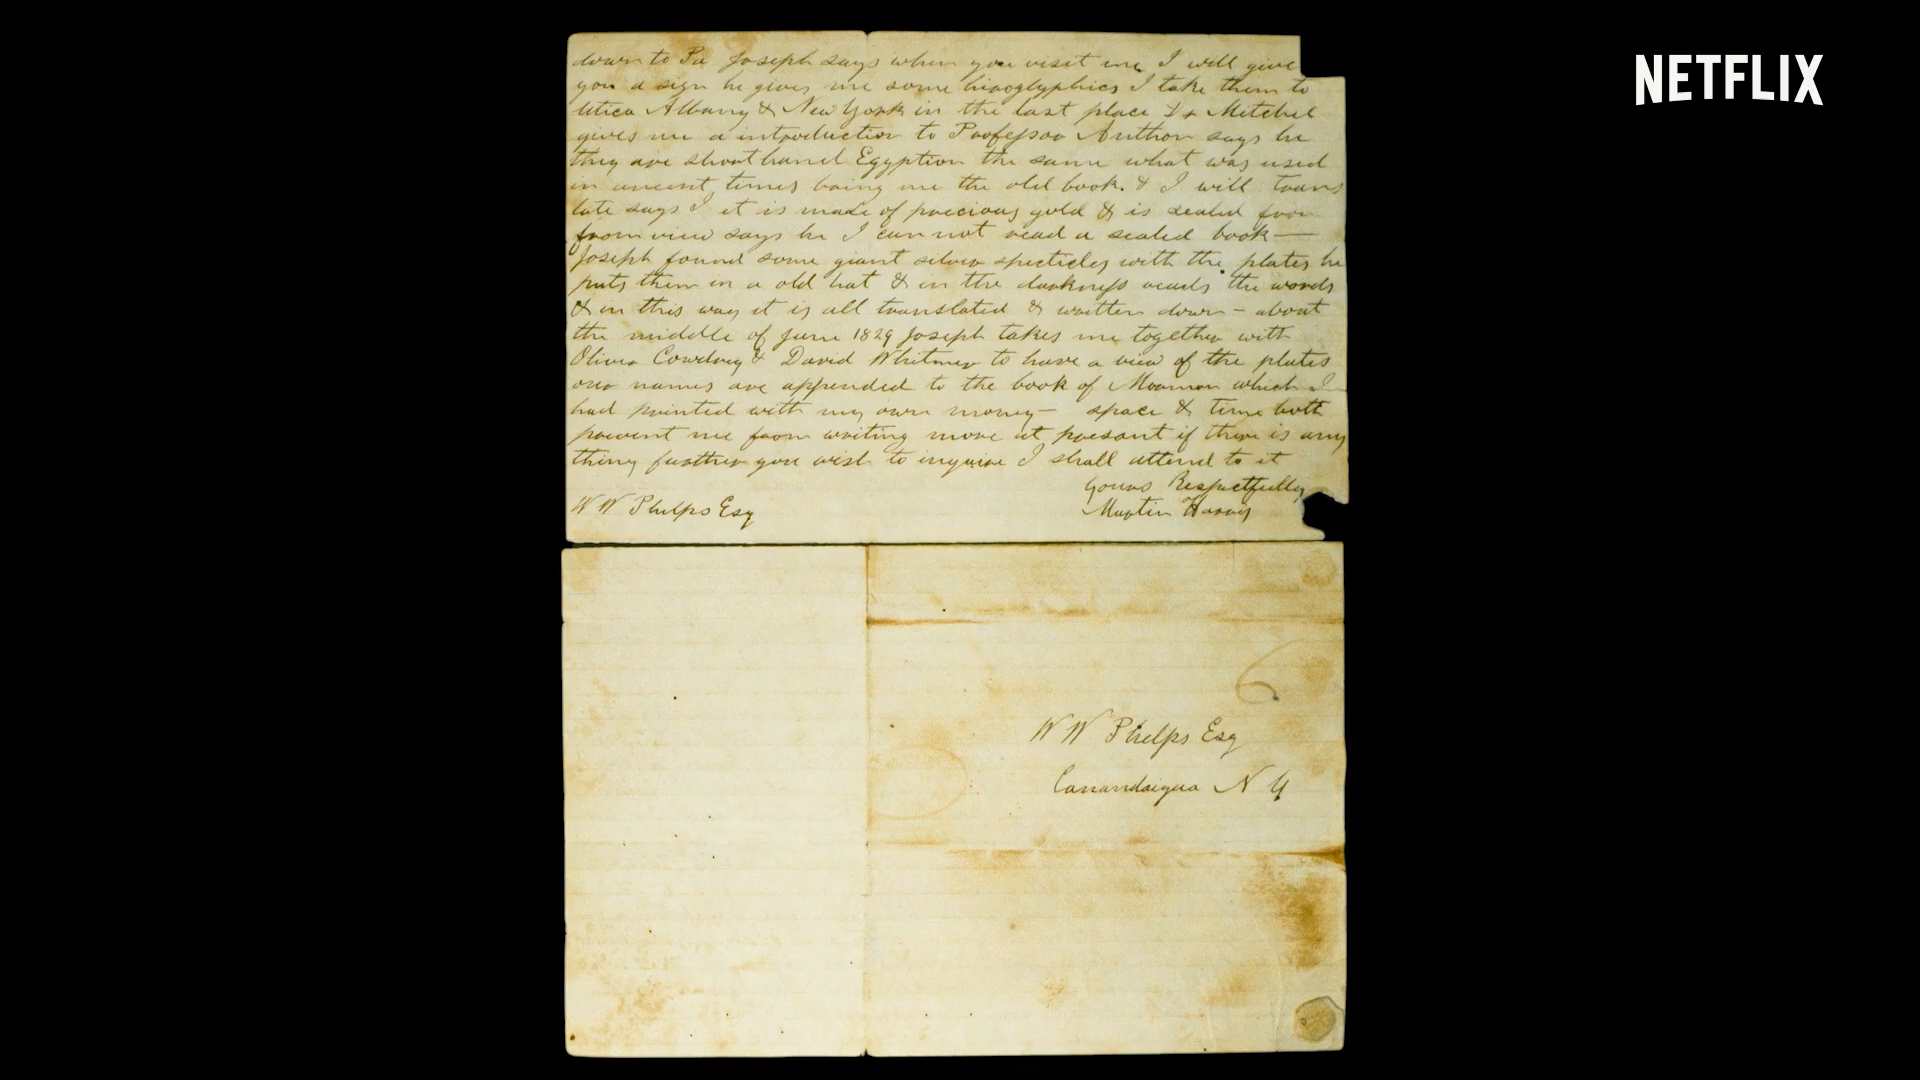 NETFLIX
down to Pa Joseph says when you visit me I will give
you a sign he gives me some hiroglyphics I take them to
Utica Albany & New York in the last place Dr Mitchel
gives me a introduction to Professor Anthon says he
they are short hand Egyption the same what was used
in ancent times bring me the old book & I will trans
late says I it is made of precious gold & is sealed from
from view says he I can not read a sealed book—
Joseph found some giant silver specticles with the plates he
puts them in a old hat & in the darkness reads the words
& in this way it is all translated & written down – about
the middle of June 1829 Joseph takes me together with
Oliver Cowdrey & David Whitmer to have a view of the plates
our names are appended to the book of Mormon which I
had printed with my own money– space & time both
prevent me from writing more at presant if there is any
thing further you wish to inquire I shall attend to it
Yours Respectfully
W W Phelps Esq Martin Harris
6
W W Phelps Esq
Canandaigua N Y